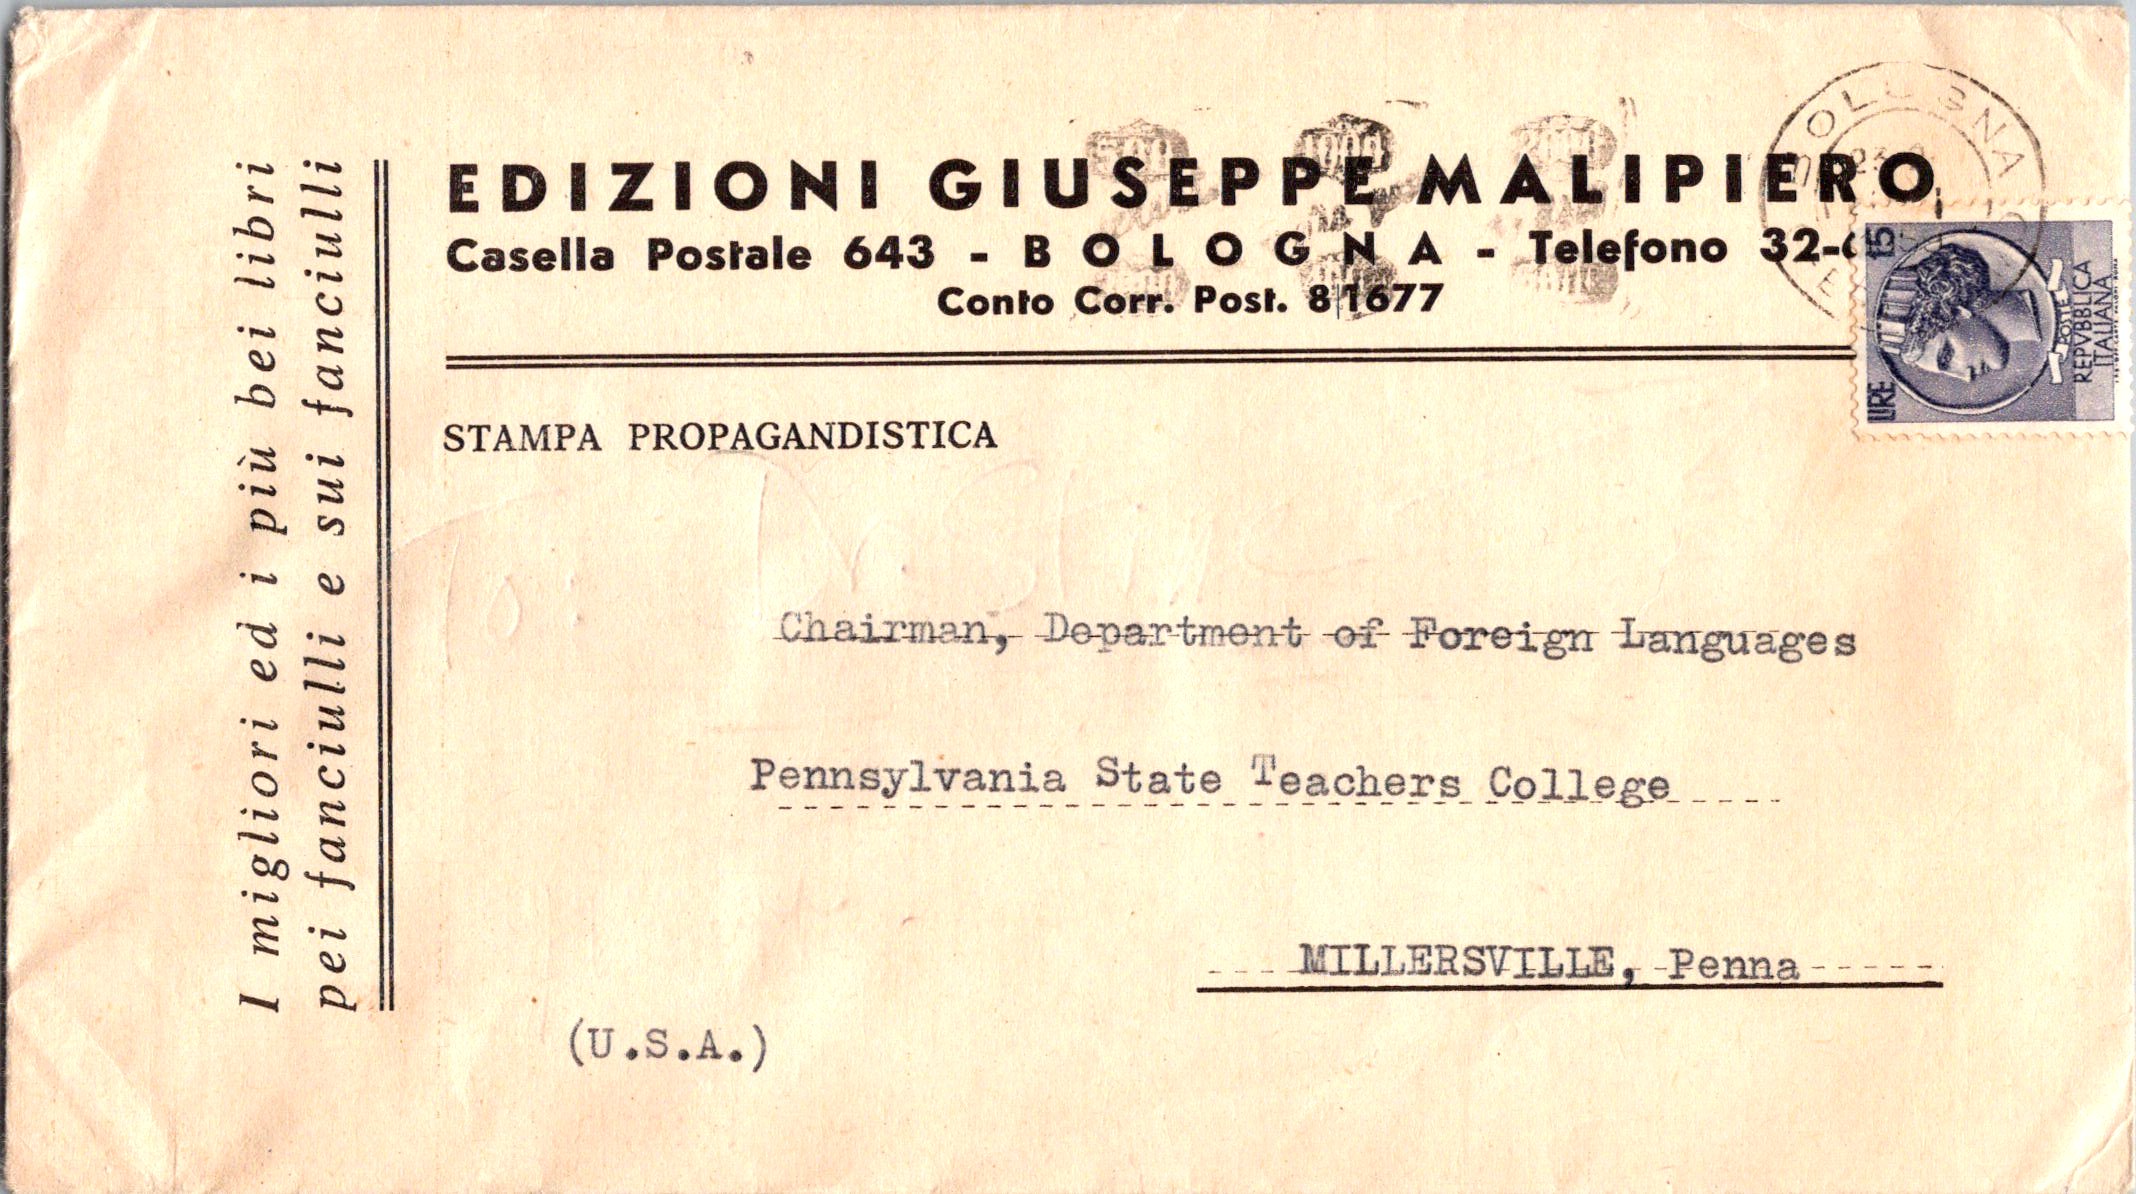 I migliori ed i più bei libri
pei fanciulli e sui fanciulli
EDIZIONI GIUSEPPE MALIPIERO
Casella Postale 643 - BOLOGNA - Telefono 32-
Conto Corr. Post. 8|1677
STAMPA PROPAGANDISTICA
BOLOGNA
LIRE 15
POSTE
REPVBBLICA
ITALIANA
500 1000
Chairman, Department of Foreign Languages
Pennsylvania State Teachers College
MILLERSVILLE, Penna
(U.S.A.)